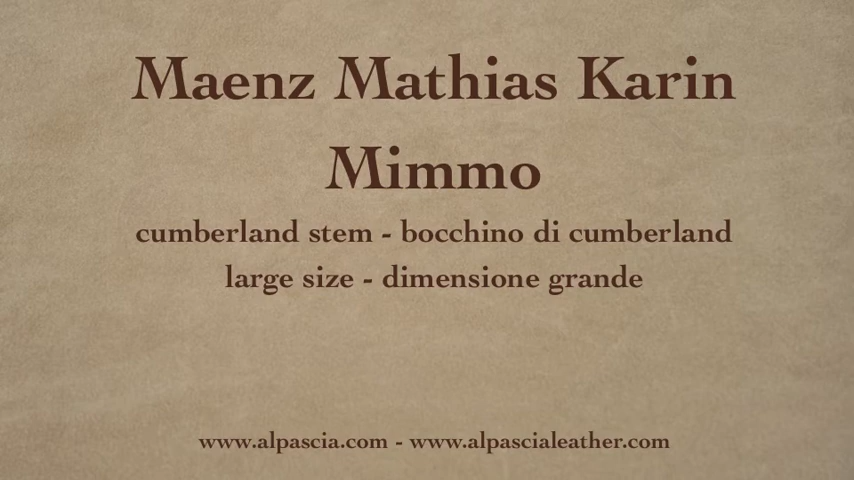 Maenz Mathias Karin
Mimmo
cumberland stem - bocchino di cumberland
large size - dimensione grande
www.alpascia.com - www.alpascialeather.com